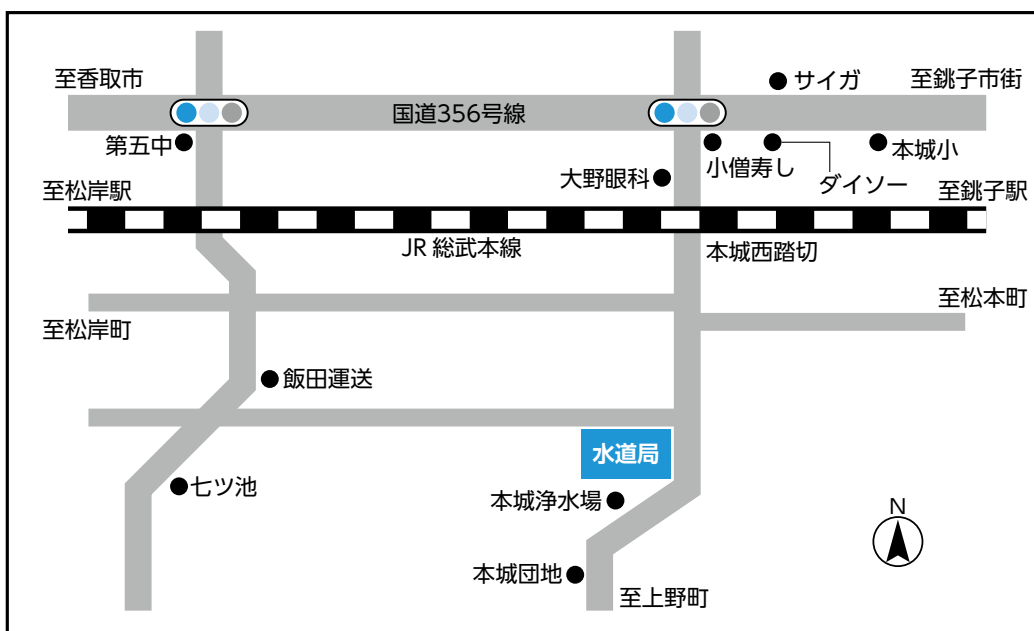 至香取市
サイガ
至銚子市街
国道356号線
第五中
小僧寿し
本城小
大野眼科
ダイソー
至松岸駅
至銚子駅
JR 総武本線
本城西踏切
至松本町
至松岸町
飯田運送
水道局
七ツ池
本城浄水場
N
本城団地
至上野町